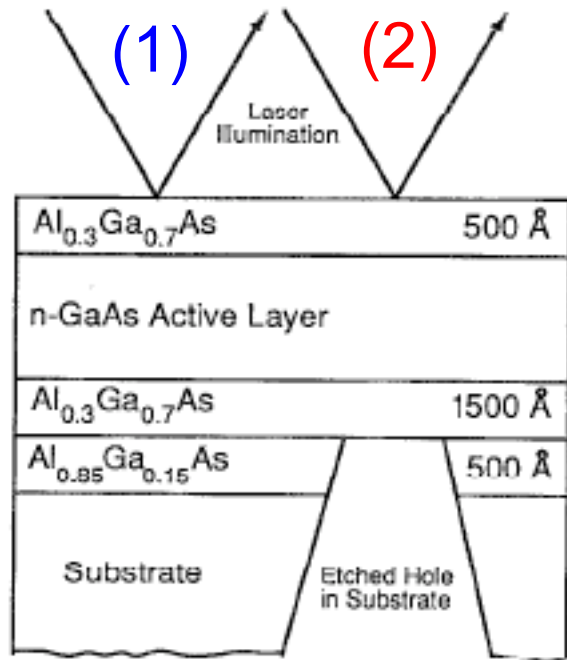 (1) (2)
Laser
Illumination
Al0.3Ga0.7As 500 Å
n-GaAs Active Layer
Al0.3Ga0.7As 1500 Å
Al0.85Ga0.15As 500 Å
Substrate
Etched Hole
in Substrate